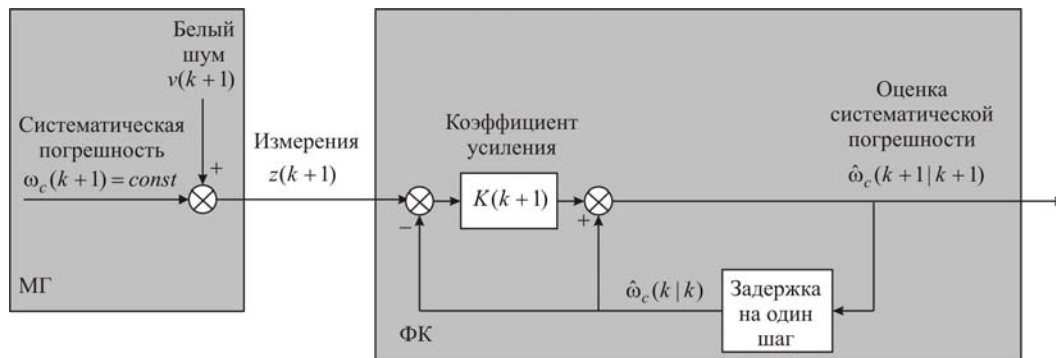 Белый
шум
v(k + 1)
Систематическая
погрешность
ω_c(k + 1) = const
+
МГ
Измерения
z(k + 1)
Коэффициент
усиления
K(k + 1)
−
+
Оценка
систематической
погрешности
ω̂_c(k + 1 | k + 1)
ω̂_c(k | k)
Задержка
на один
шаг
ФК